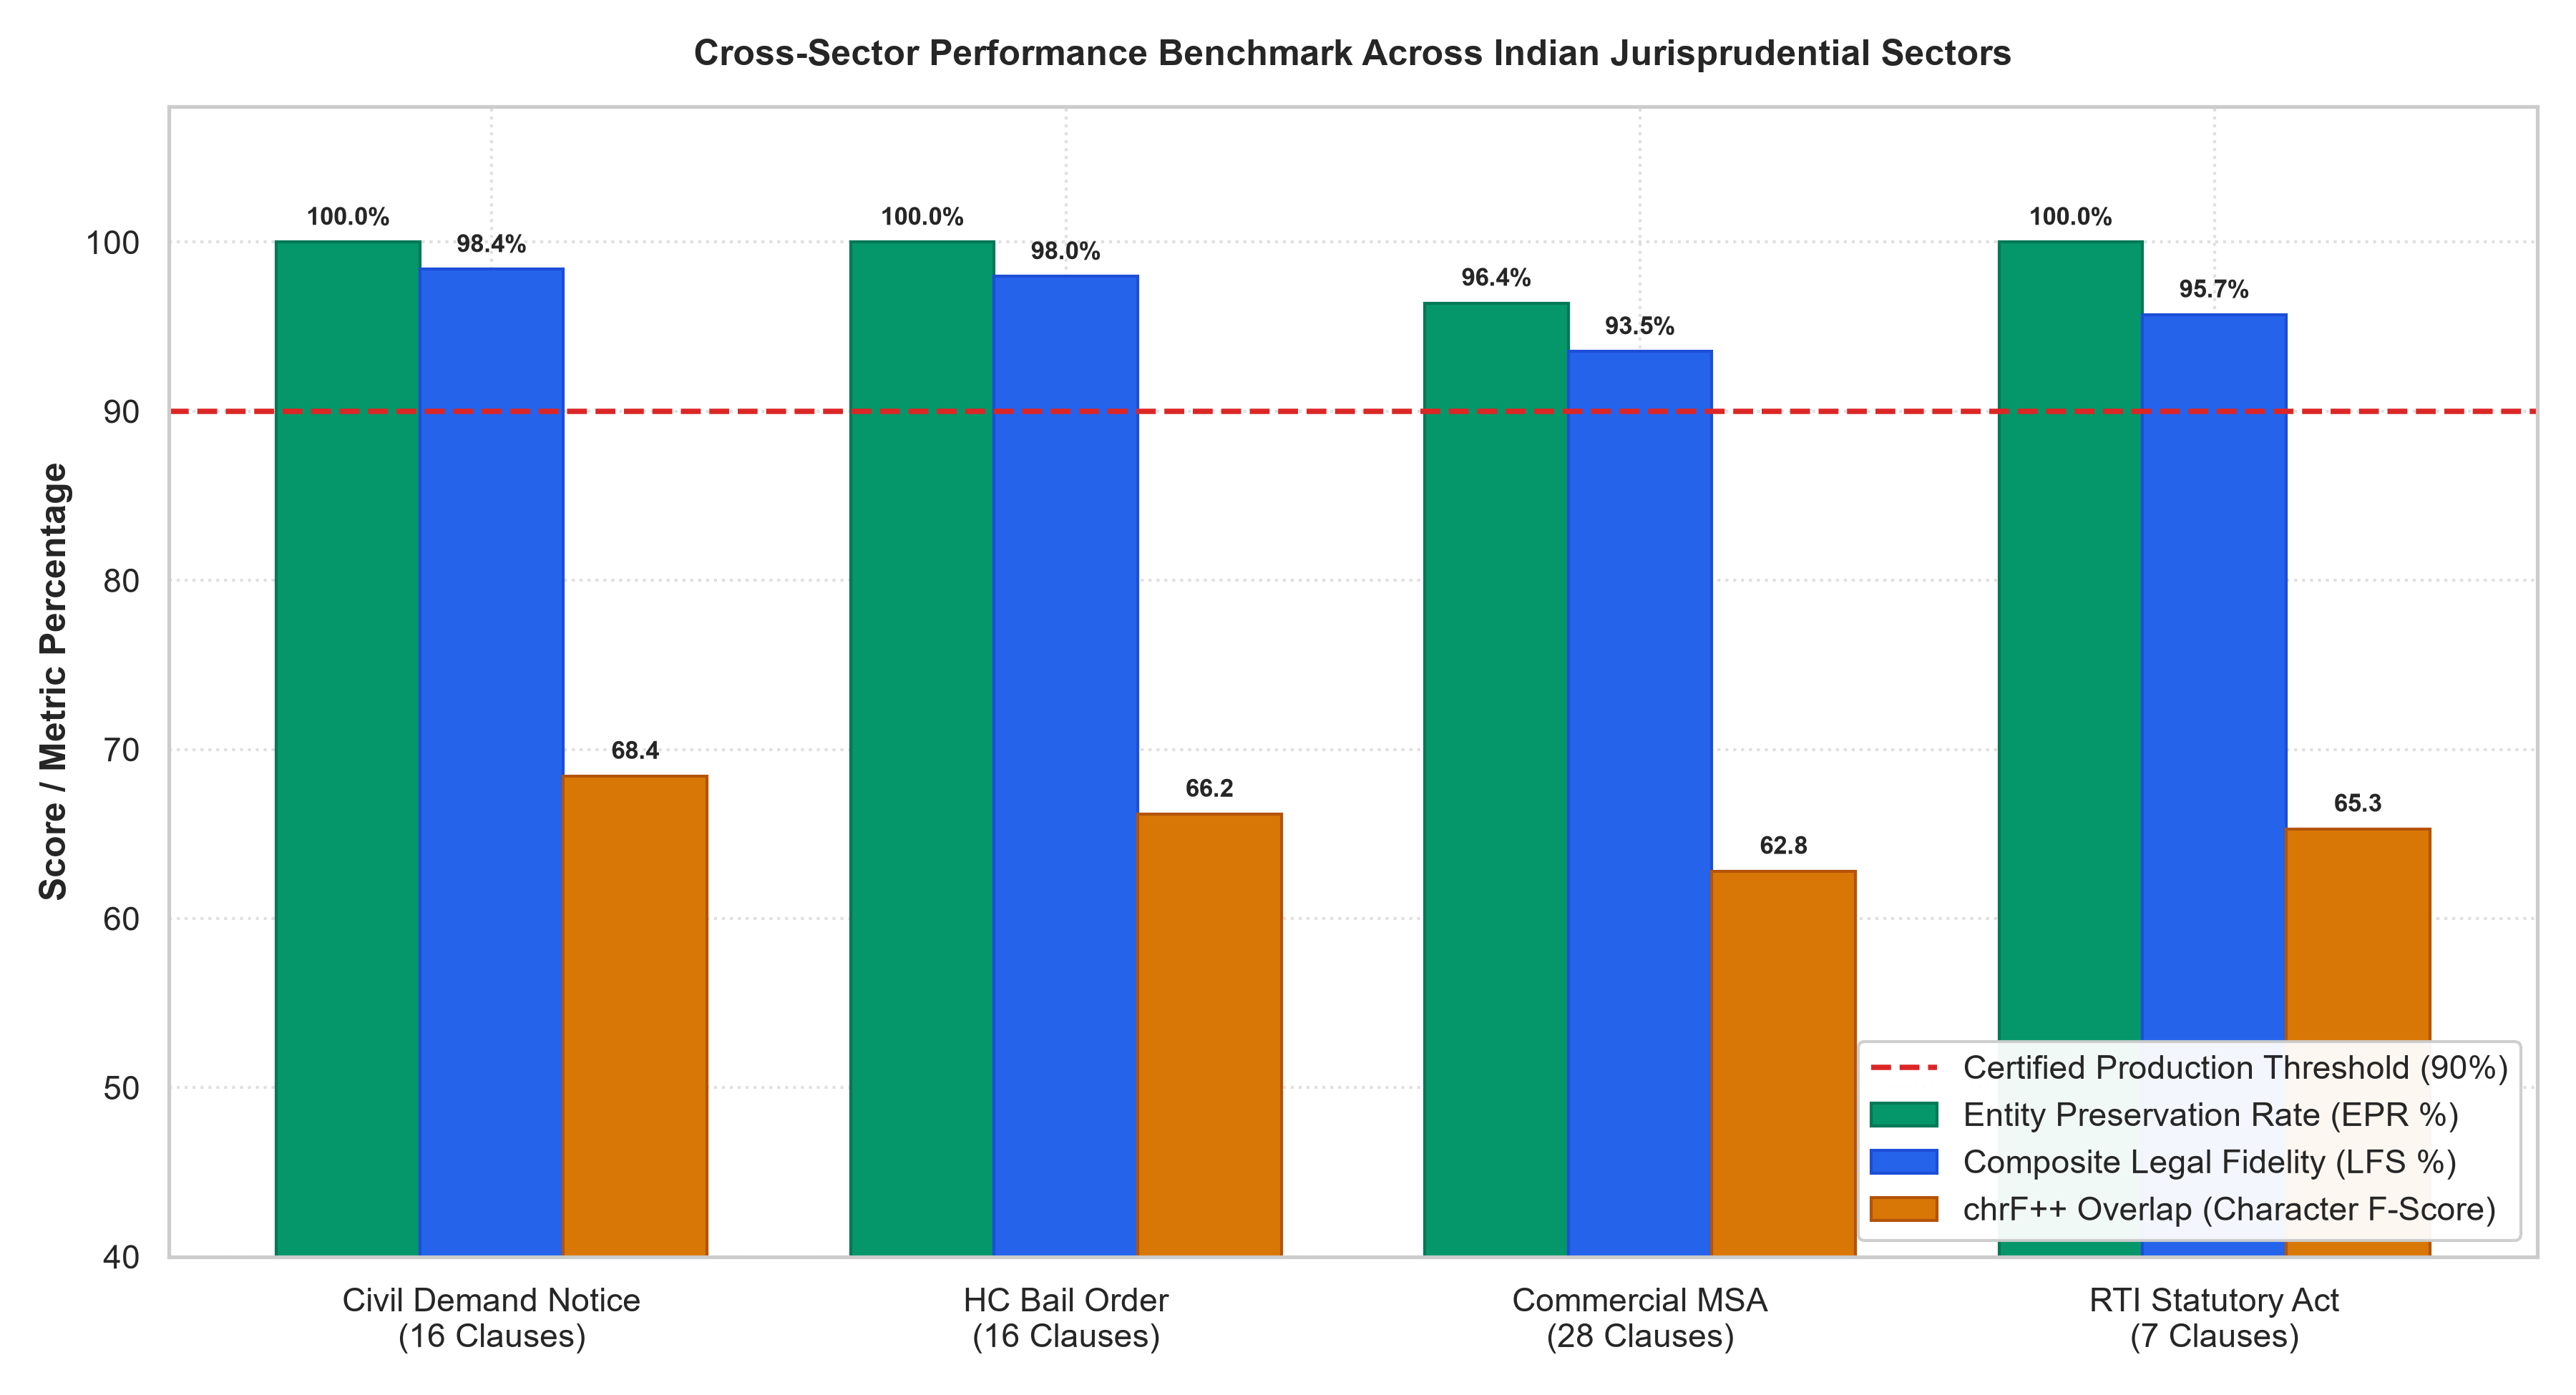 Cross-Sector Performance Benchmark Across Indian Jurisprudential Sectors
Score / Metric Percentage
100
90
80
70
60
50
40
100.0%
98.4%
68.4
100.0%
98.0%
66.2
96.4%
93.5%
62.8
100.0%
95.7%
65.3
Certified Production Threshold (90%)
Entity Preservation Rate (EPR %)
Composite Legal Fidelity (LFS %)
chrF++ Overlap (Character F-Score)
Civil Demand Notice
(16 Clauses)
HC Bail Order
(16 Clauses)
Commercial MSA
(28 Clauses)
RTI Statutory Act
(7 Clauses)